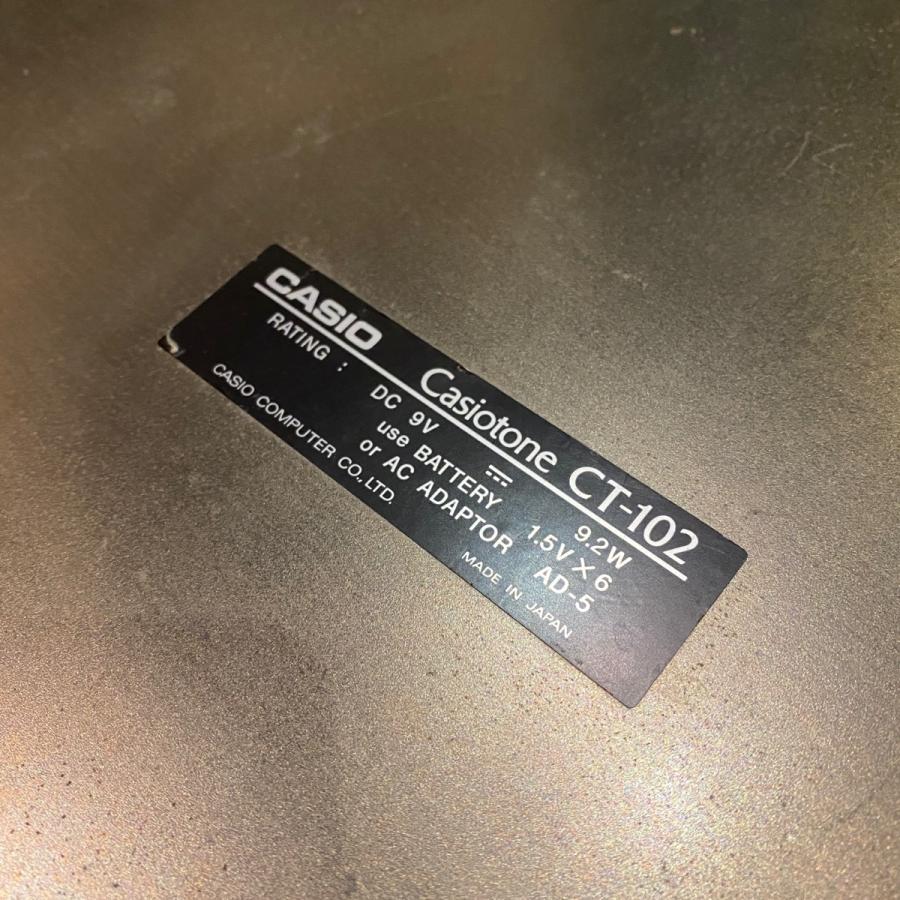 CASIO Casiotone CT-102
RATING : DC 9V ⎓ 9.2W
use BATTERY 1.5V × 6
or AC ADAPTOR AD-5
CASIO COMPUTER CO., LTD. MADE IN JAPAN